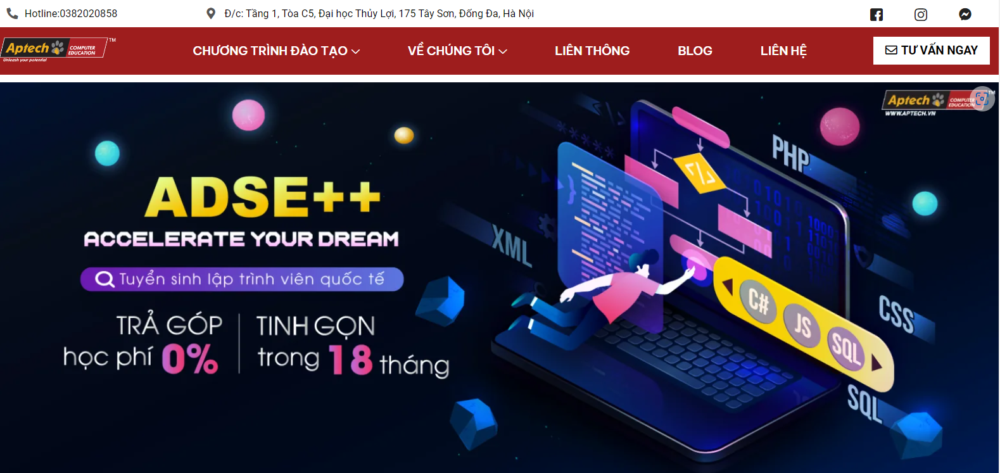 Hotline:0382020858
Đ/c: Tầng 1, Tòa C5, Đại học Thủy Lợi, 175 Tây Sơn, Đống Đa, Hà Nội
Aptech COMPUTER EDUCATION TM
Unleash your potential
CHƯƠNG TRÌNH ĐÀO TẠO
VỀ CHÚNG TÔI
LIÊN THÔNG
BLOG
LIÊN HỆ
TƯ VẤN NGAY
Aptech COMPUTER EDUCATION TM
WWW.APTECH.VN
ADSE++
ACCELERATE YOUR DREAM
Tuyển sinh lập trình viên quốc tế
TRẢ GÓP
học phí 0%
TINH GỌN
trong 18 tháng
PHP
XML
CSS
C#
JS
SQL
SQL